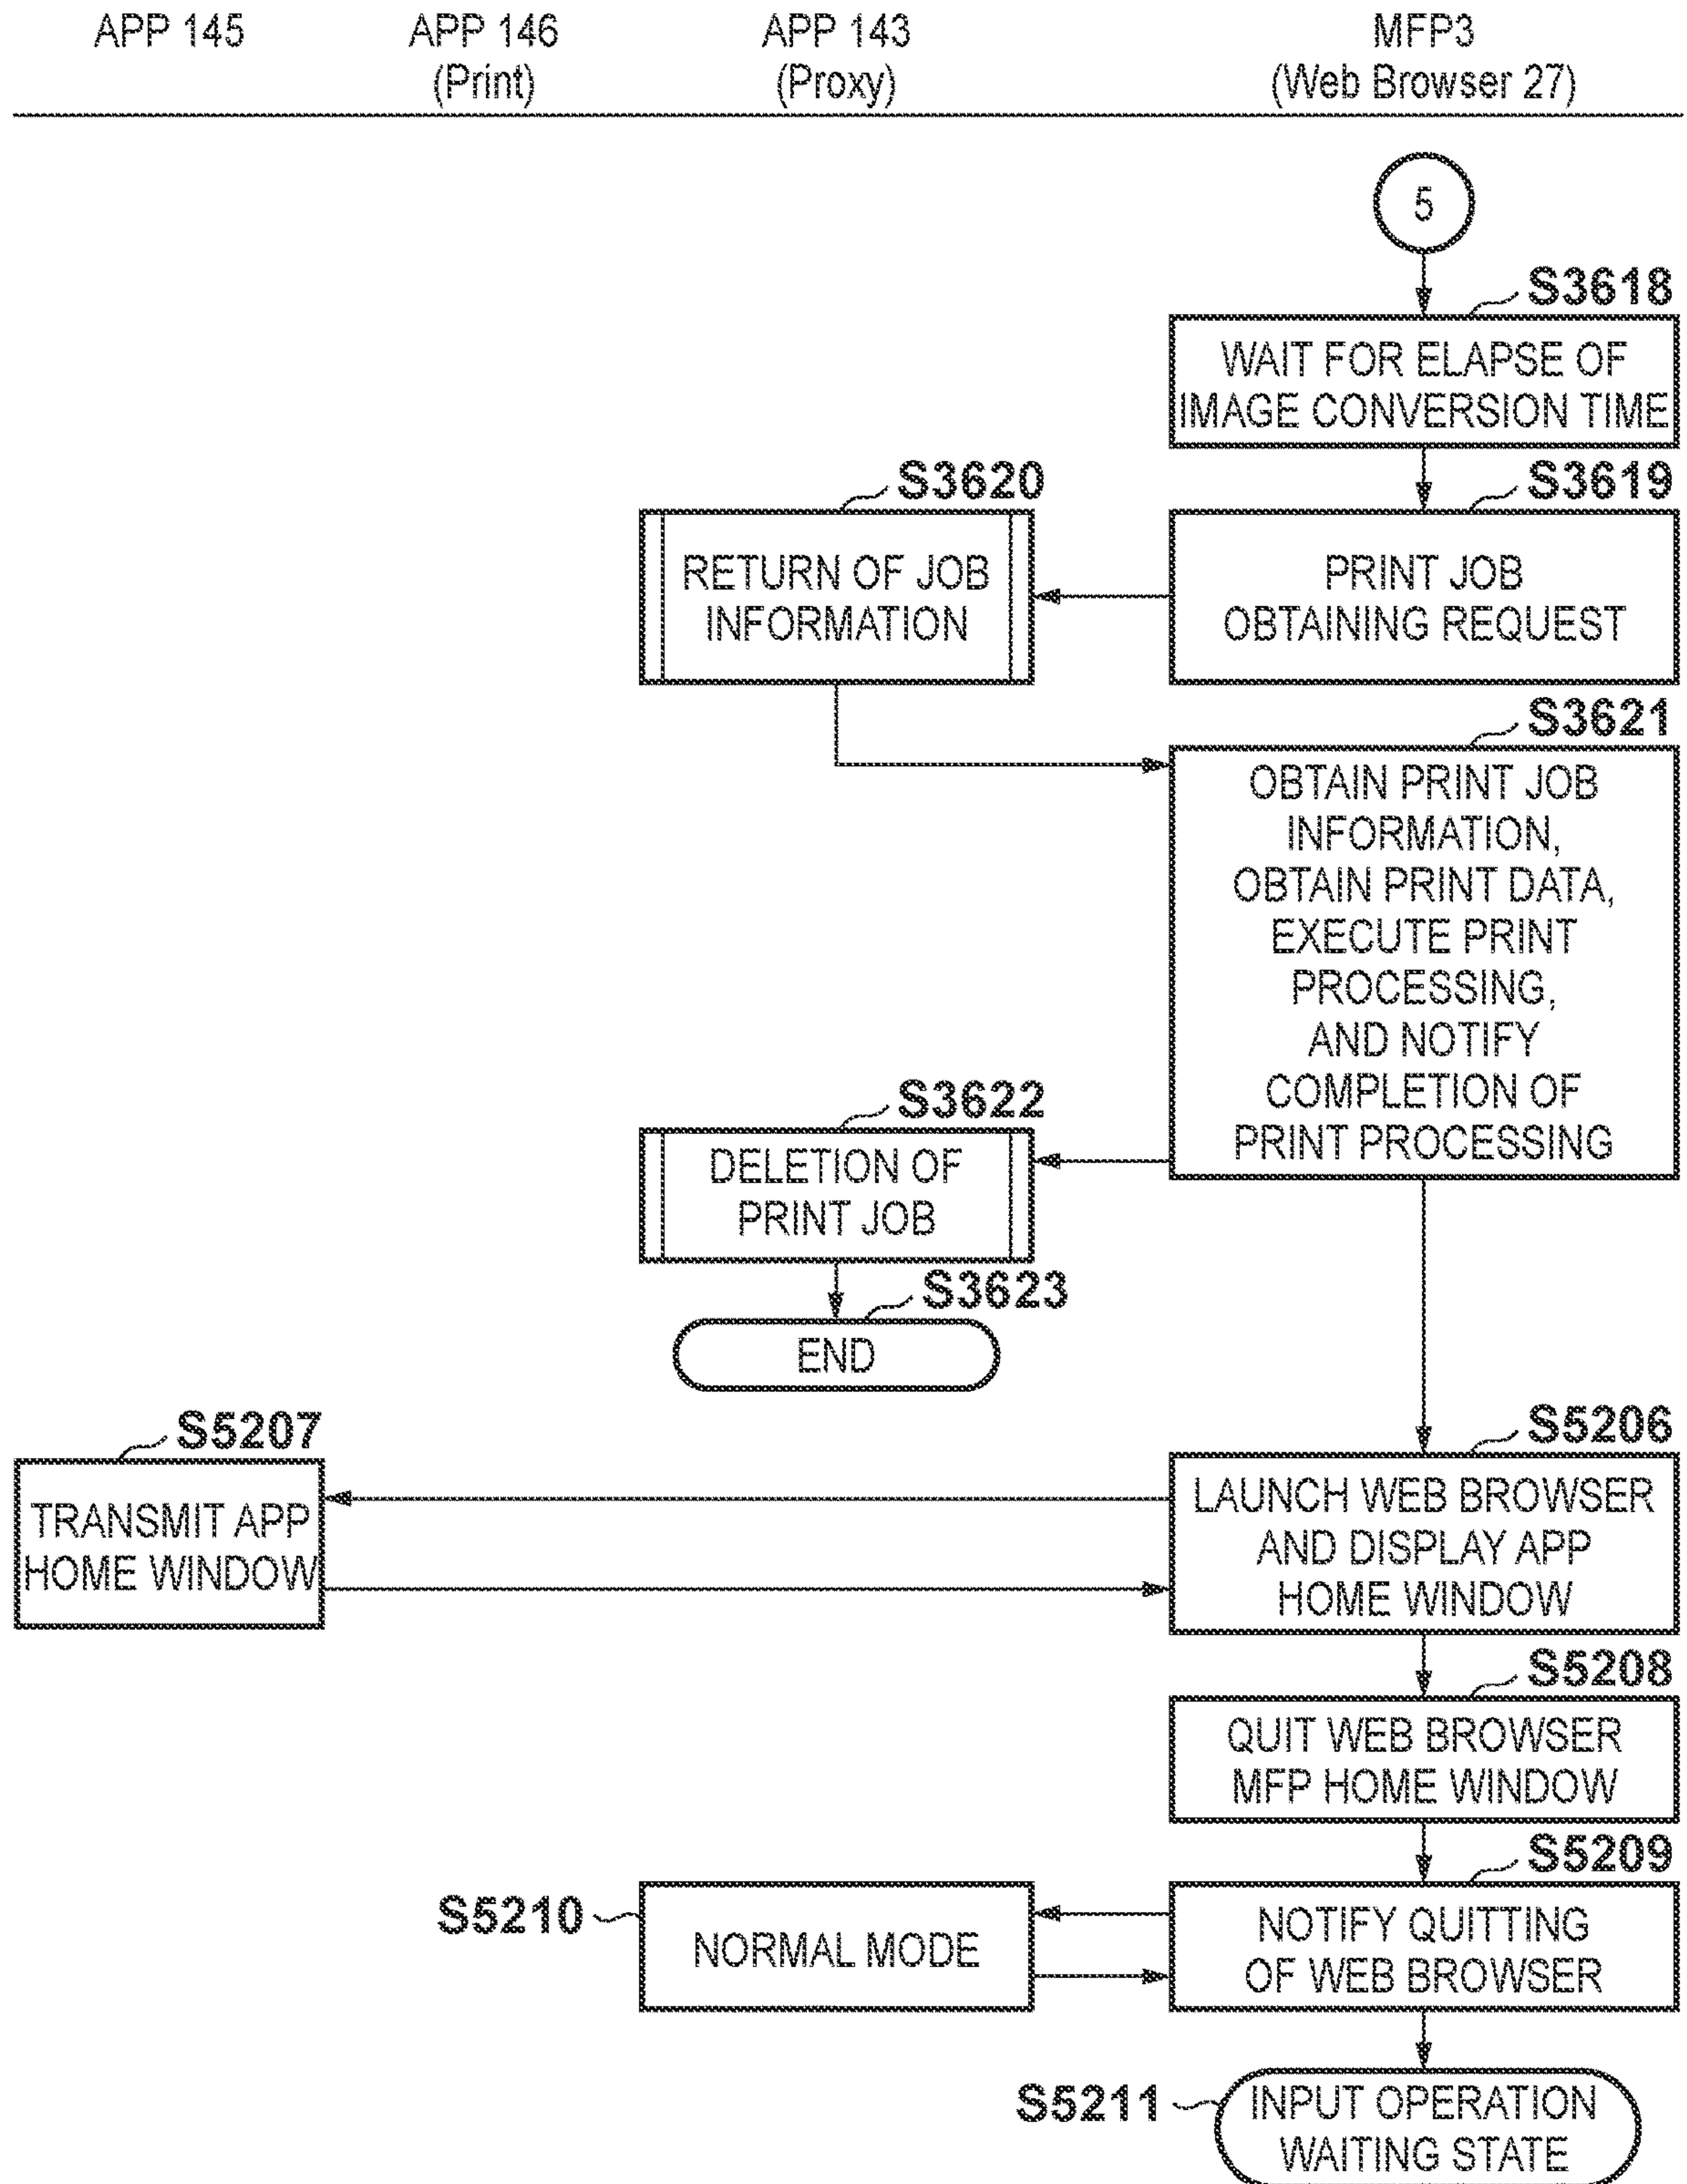 APP 145
APP 146
(Print)
APP 143
(Proxy)
MFP3
(Web Browser 27)
5
S3618
WAIT FOR ELAPSE OF
IMAGE CONVERSION TIME
S3619
PRINT JOB
OBTAINING REQUEST
S3620
RETURN OF JOB
INFORMATION
S3621
OBTAIN PRINT JOB
INFORMATION,
OBTAIN PRINT DATA,
EXECUTE PRINT
PROCESSING,
AND NOTIFY
COMPLETION OF
PRINT PROCESSING
S3622
DELETION OF
PRINT JOB
S3623
END
S5206
LAUNCH WEB BROWSER
AND DISPLAY APP
HOME WINDOW
S5207
TRANSMIT APP
HOME WINDOW
S5208
QUIT WEB BROWSER
MFP HOME WINDOW
S5209
NOTIFY QUITTING
OF WEB BROWSER
S5210
NORMAL MODE
S5211
INPUT OPERATION
WAITING STATE